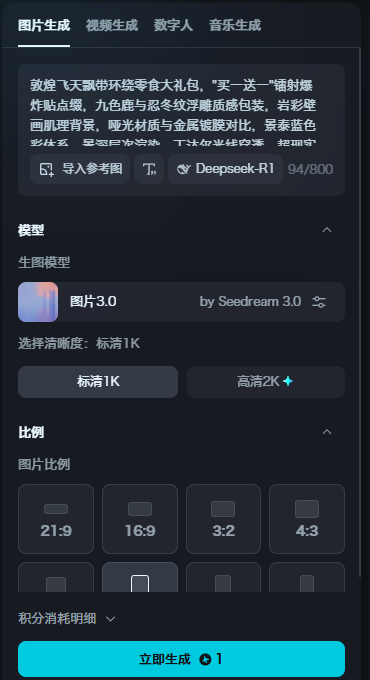 图片生成 视频生成 数字人 音乐生成
敦煌飞天飘带环绕零食大礼包，"买一送一"镭射爆
炸贴点缀，九色鹿与忍冬纹浮雕质感包装，岩彩壁
画肌理背景，哑光材质与金属镀膜对比，景泰蓝色
彩体系，景深层次渲染，丁达尔光线穿透，超现实
导入参考图 T Deepseek-R1 94/800
模型
生图模型
图片3.0 by Seedream 3.0
选择清晰度：标清1K
标清1K 高清2K
比例
图片比例
21:9 16:9 3:2 4:3
积分消耗明细
立即生成 1